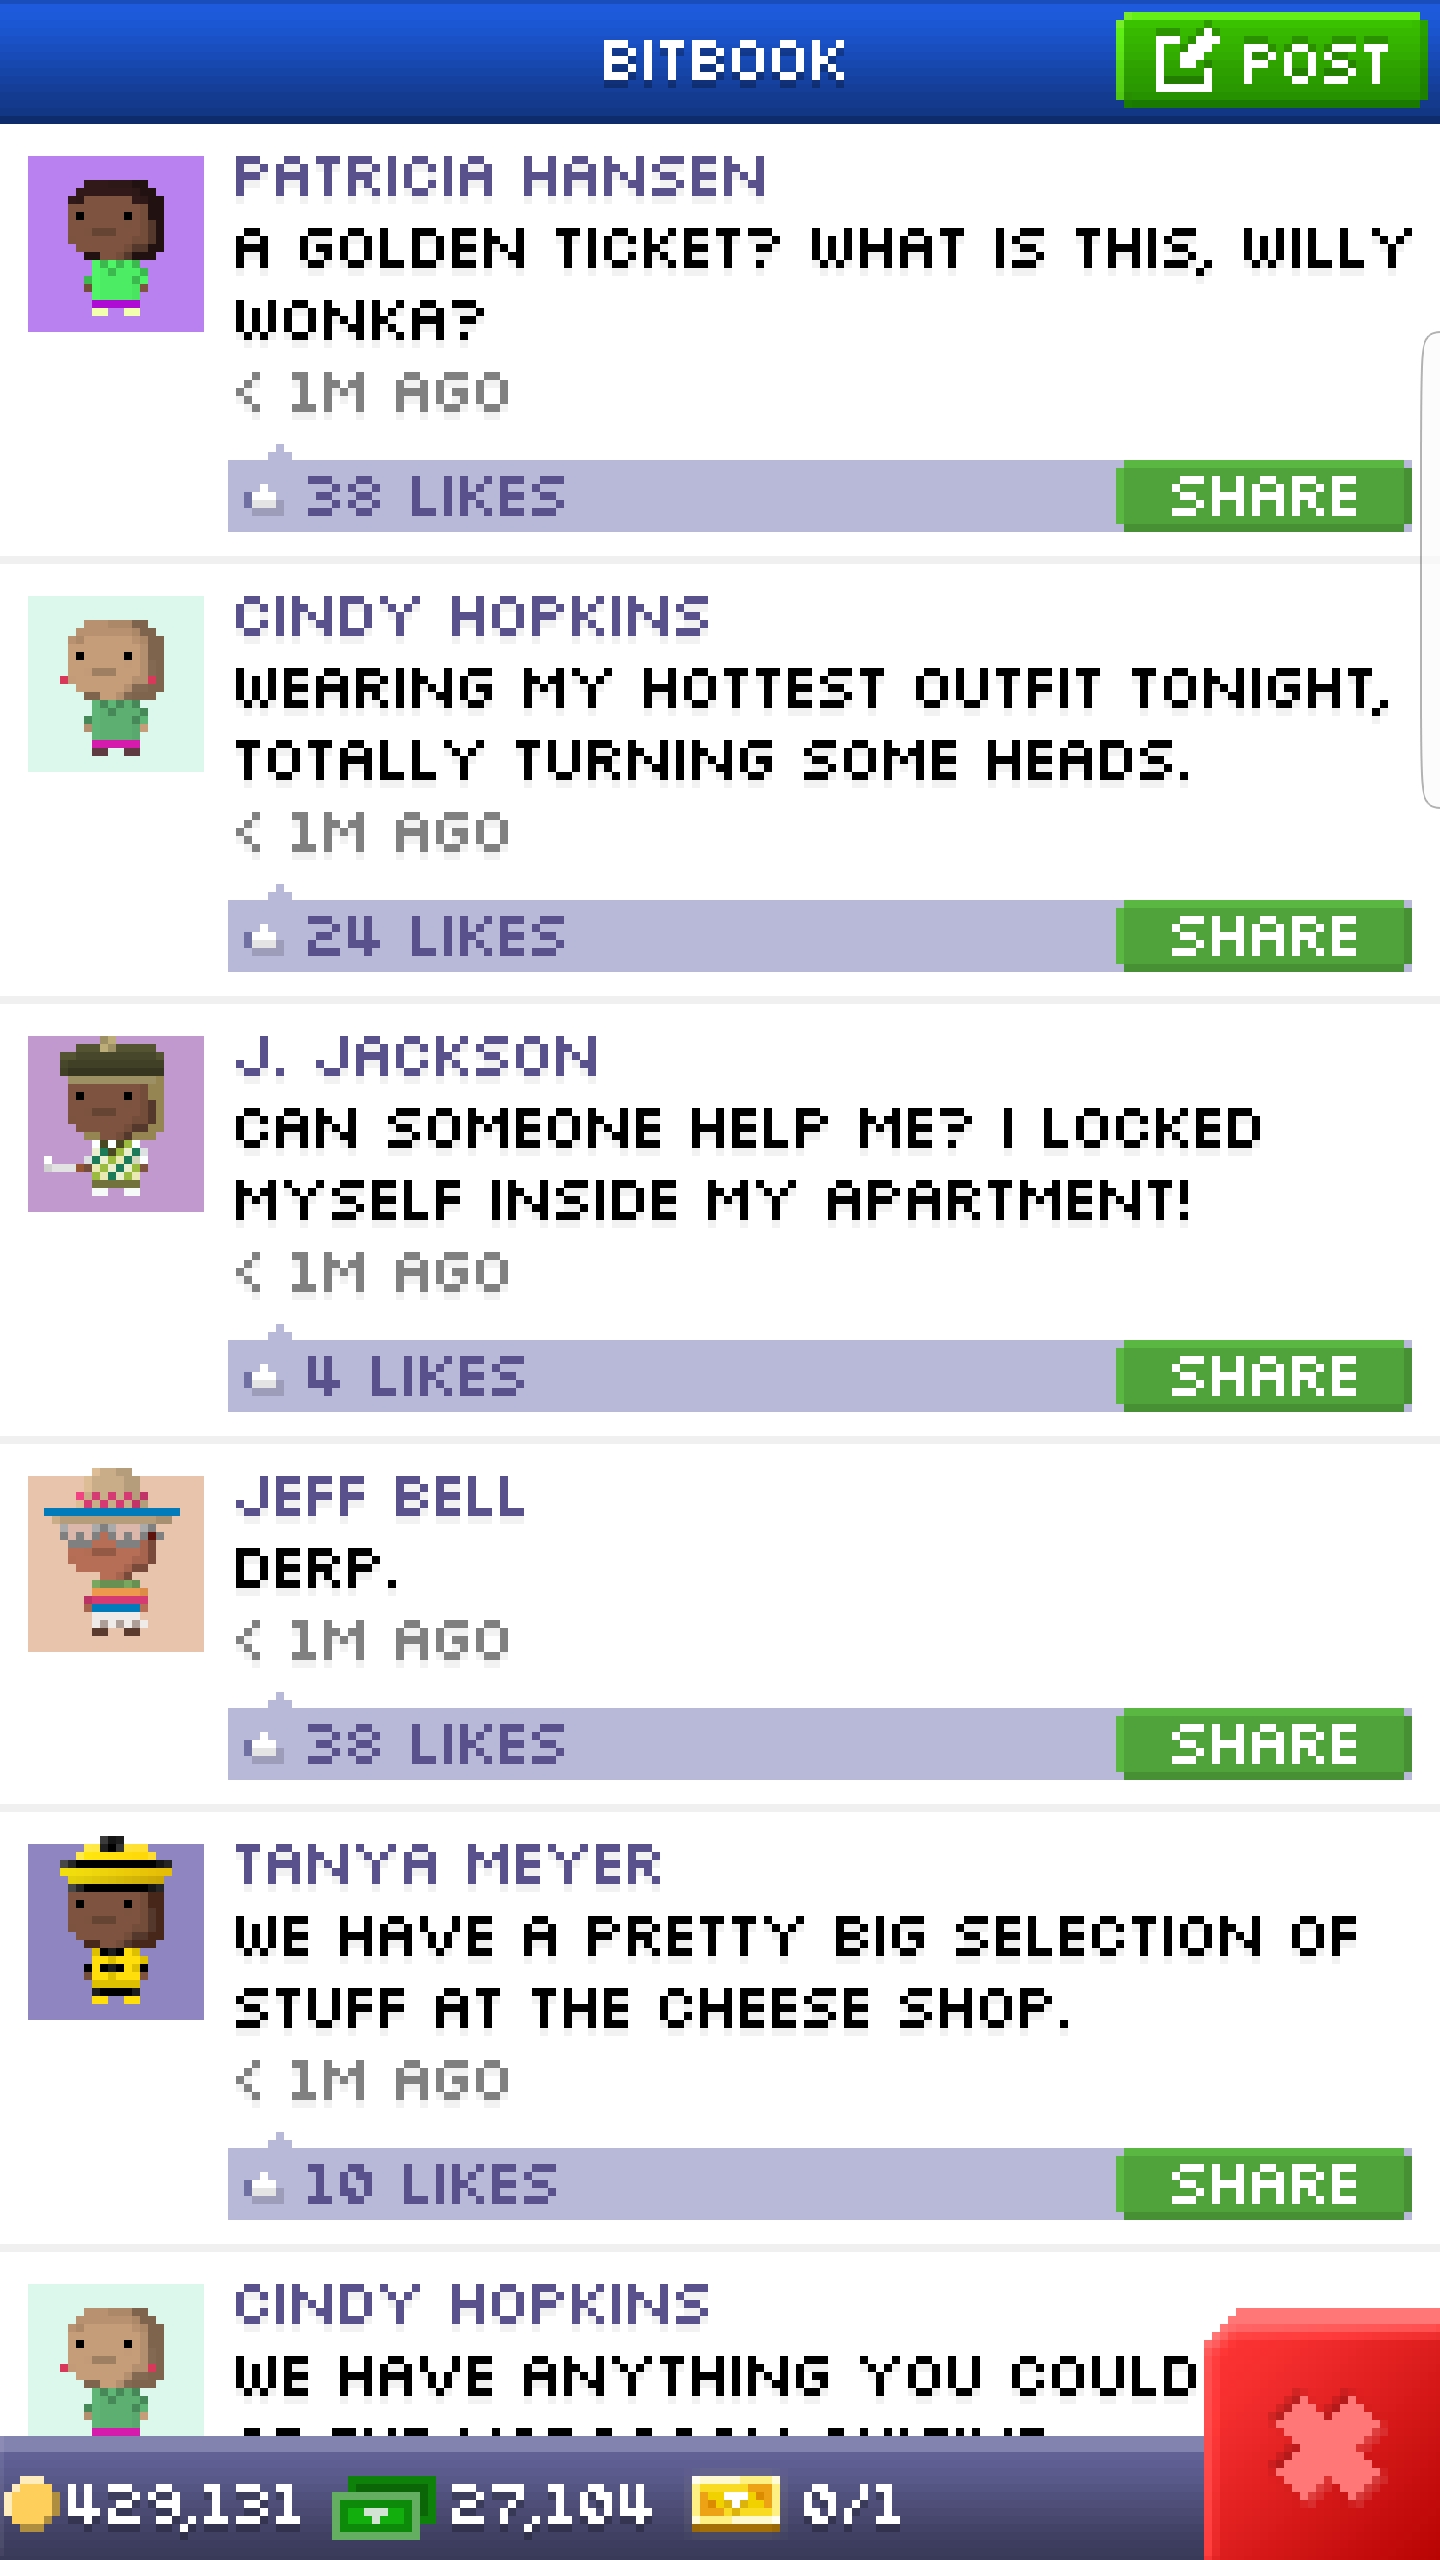 BITBOOK
POST
PATRICIA HANSEN
A GOLDEN TICKET? WHAT IS THIS, WILLY
WONKA?
< 1M AGO
38 LIKES
SHARE
CINDY HOPKINS
WEARING MY HOTTEST OUTFIT TONIGHT,
TOTALLY TURNING SOME HEADS.
< 1M AGO
24 LIKES
SHARE
J. JACKSON
CAN SOMEONE HELP ME? I LOCKED
MYSELF INSIDE MY APARTMENT!
< 1M AGO
4 LIKES
SHARE
JEFF BELL
DERP.
< 1M AGO
38 LIKES
SHARE
TANYA MEYER
WE HAVE A PRETTY BIG SELECTION OF
STUFF AT THE CHEESE SHOP.
< 1M AGO
10 LIKES
SHARE
CINDY HOPKINS
WE HAVE ANYTHING YOU COULD
429,131
27,104
0/1